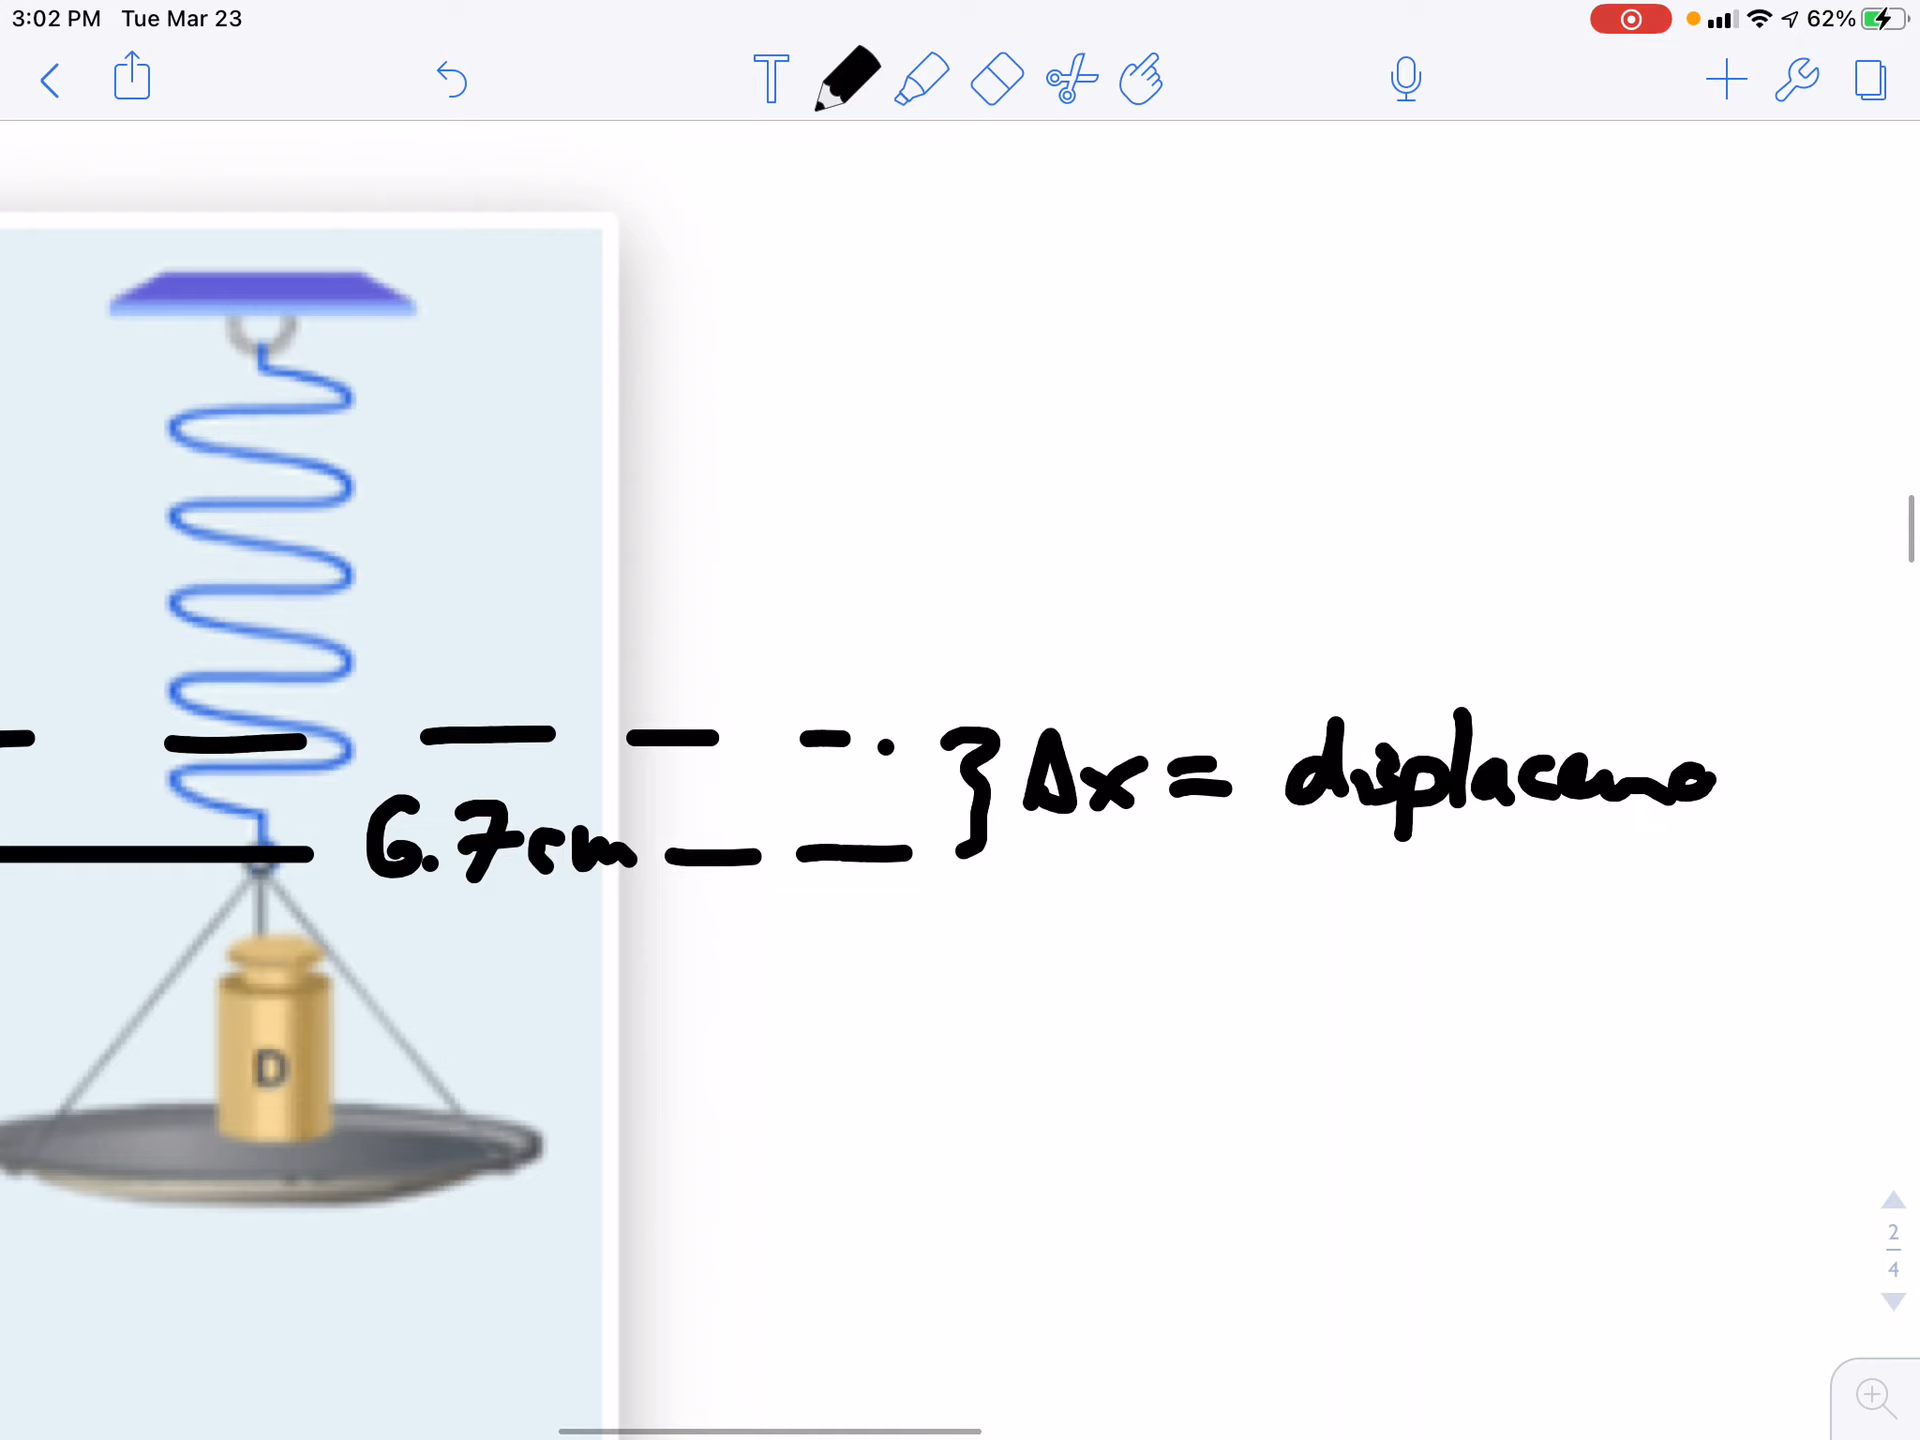 3:02 PM Tue Mar 23
62%
T
} Δx = displaceme
6.7cm
D
2
4